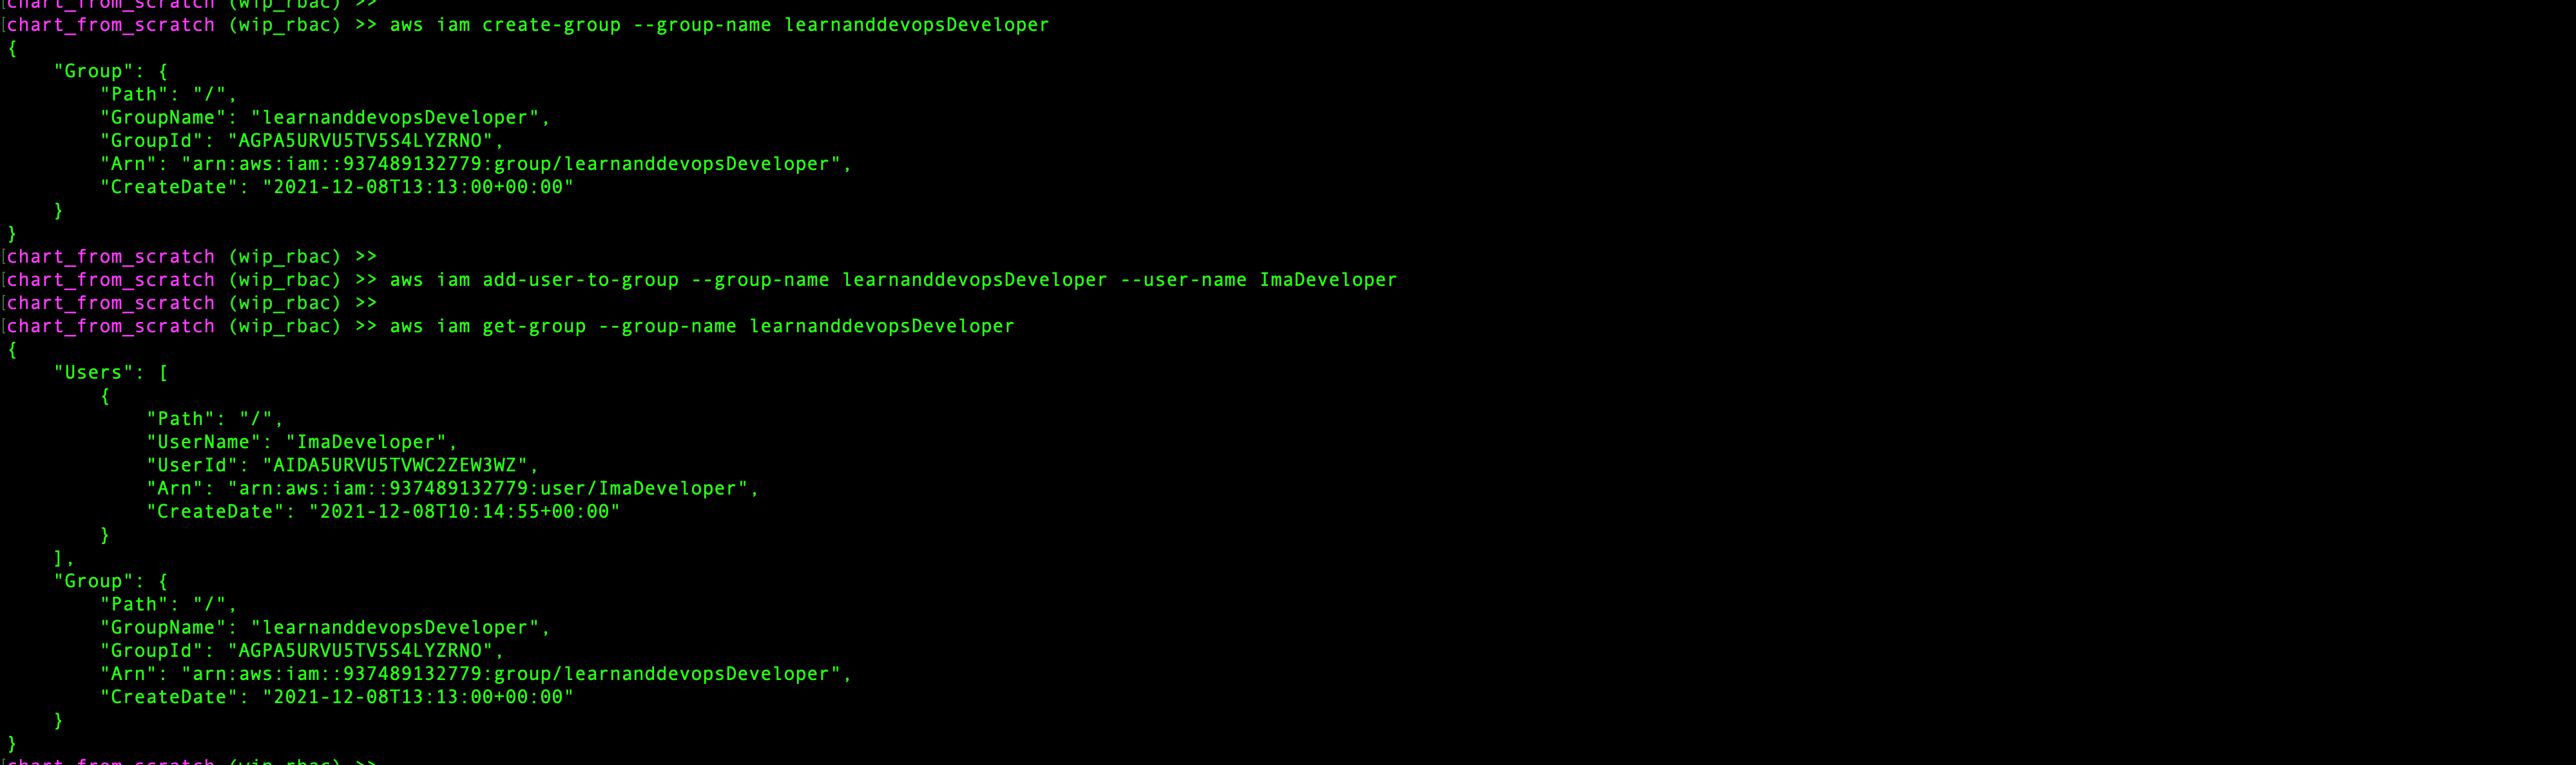 [chart_from_scratch (wip_rbac) >>
[chart_from_scratch (wip_rbac) >> aws iam create-group --group-name learnanddevopsDeveloper
{
    "Group": {
        "Path": "/",
        "GroupName": "learnanddevopsDeveloper",
        "GroupId": "AGPA5URVU5TV5S4LYZRNO",
        "Arn": "arn:aws:iam::937489132779:group/learnanddevopsDeveloper",
        "CreateDate": "2021-12-08T13:13:00+00:00"
    }
}
[chart_from_scratch (wip_rbac) >>
[chart_from_scratch (wip_rbac) >> aws iam add-user-to-group --group-name learnanddevopsDeveloper --user-name ImaDeveloper
[chart_from_scratch (wip_rbac) >>
[chart_from_scratch (wip_rbac) >> aws iam get-group --group-name learnanddevopsDeveloper
{
    "Users": [
        {
            "Path": "/",
            "UserName": "ImaDeveloper",
            "UserId": "AIDA5URVU5TVWC2ZEW3WZ",
            "Arn": "arn:aws:iam::937489132779:user/ImaDeveloper",
            "CreateDate": "2021-12-08T10:14:55+00:00"
        }
    ],
    "Group": {
        "Path": "/",
        "GroupName": "learnanddevopsDeveloper",
        "GroupId": "AGPA5URVU5TV5S4LYZRNO",
        "Arn": "arn:aws:iam::937489132779:group/learnanddevopsDeveloper",
        "CreateDate": "2021-12-08T13:13:00+00:00"
    }
}
[chart_from_scratch (wip_rbac) >>